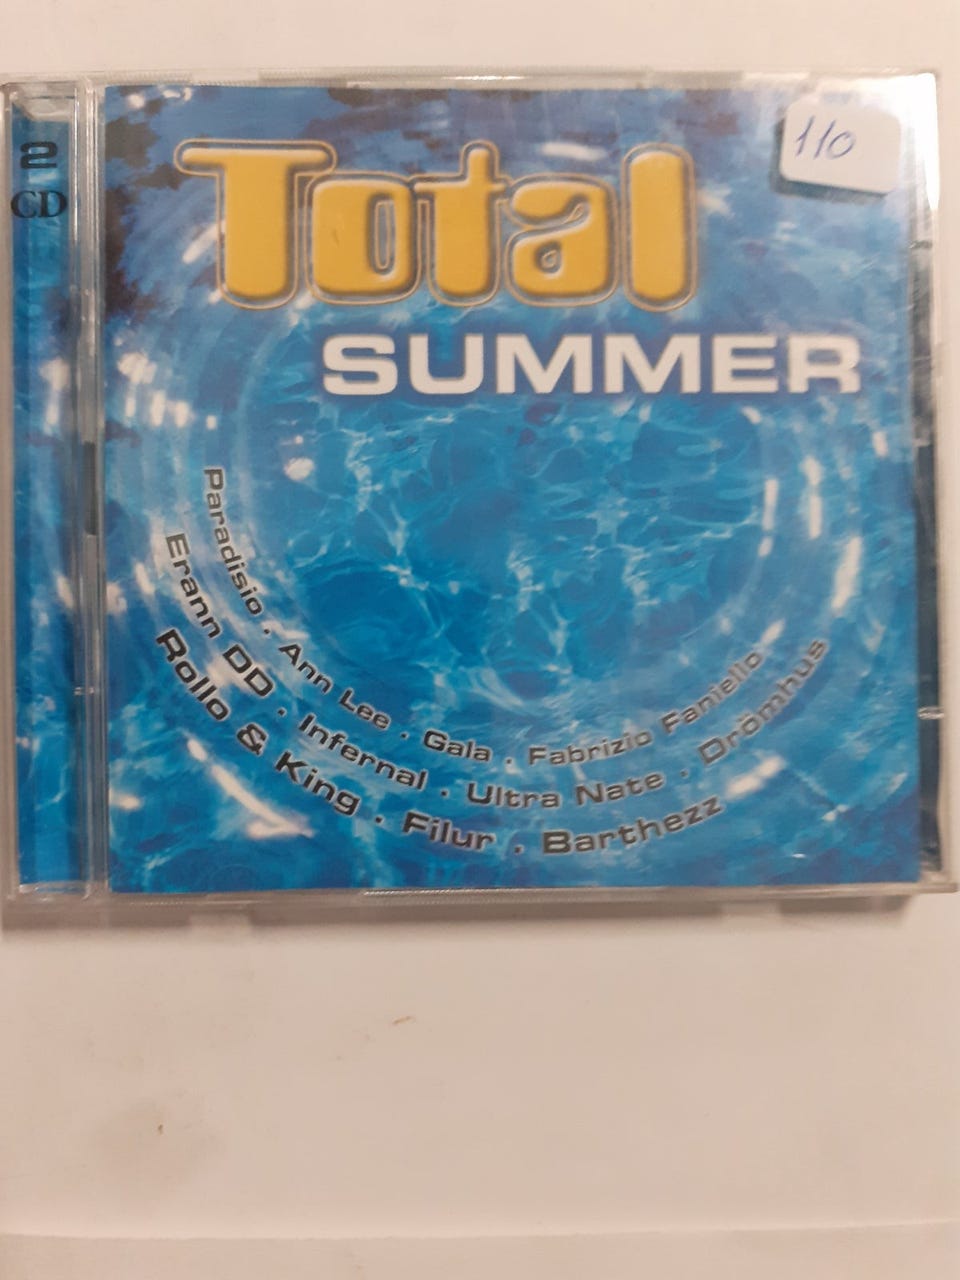 2
CD
110
Total
SUMMER
Paradisio . Ann Lee . Gala . Fabrizio Faniello
Erann DD . Infernal . Ultra Nate . Drömhus
Rollo & King . Filur . Barthezz